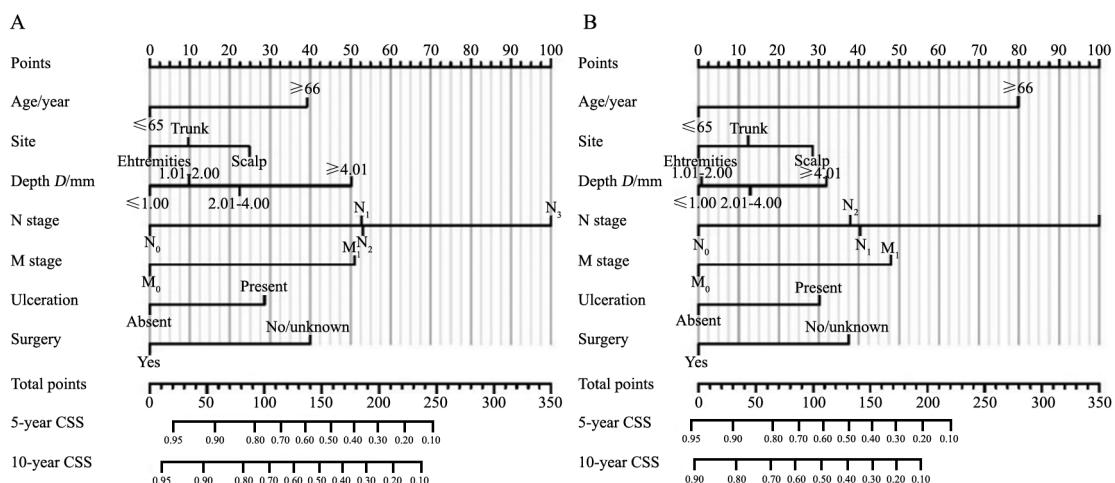 A
Points
0 10 20 30 40 50 60 70 80 90 100
Age/year
≥66
≤65
Site
Trunk
Ehtremities
Scalp
Depth D/mm
1.01-2.00
≥4.01
≤1.00
2.01-4.00
N stage
N1
N3
N0
N2
M stage
M1
M0
Ulceration
Present
Absent
Surgery
No/unknown
Yes
Total points
0 50 100 150 200 250 300 350
5-year CSS
0.95 0.90 0.80 0.70 0.60 0.50 0.40 0.30 0.20 0.10
10-year CSS
0.95 0.90 0.80 0.70 0.60 0.50 0.40 0.30 0.20 0.10
B
Points
0 10 20 30 40 50 60 70 80 90 100
Age/year
≥66
≤65
Site
Trunk
Ehtremities
Scalp
Depth D/mm
1.01-2.00
≥4.01
≤1.00
2.01-4.00
N stage
N2
N0
N1
M stage
M1
M0
Ulceration
Present
Absent
Surgery
No/unknown
Yes
Total points
0 50 100 150 200 250 300 350
5-year CSS
0.95 0.90 0.80 0.70 0.60 0.50 0.40 0.30 0.20 0.10
10-year CSS
0.90 0.80 0.70 0.60 0.50 0.40 0.30 0.20 0.10